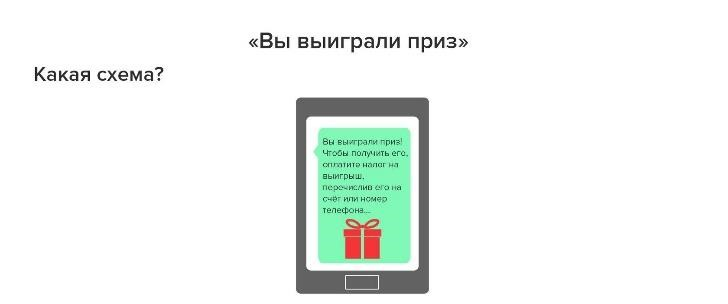 «Вы выиграли приз»
Какая схема?
Вы выиграли приз!
Чтобы получить его,
оплатите налог на
выигрыш,
перечислив его на
счёт или номер
телефона...